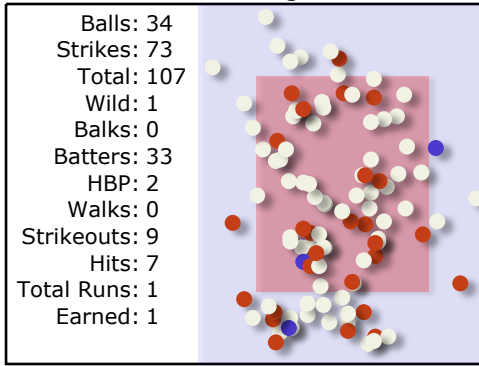 Balls: 34
Strikes: 73
Total: 107
Wild: 1
Balks: 0
Batters: 33
HBP: 2
Walks: 0
Strikeouts: 9
Hits: 7
Total Runs: 1
Earned: 1